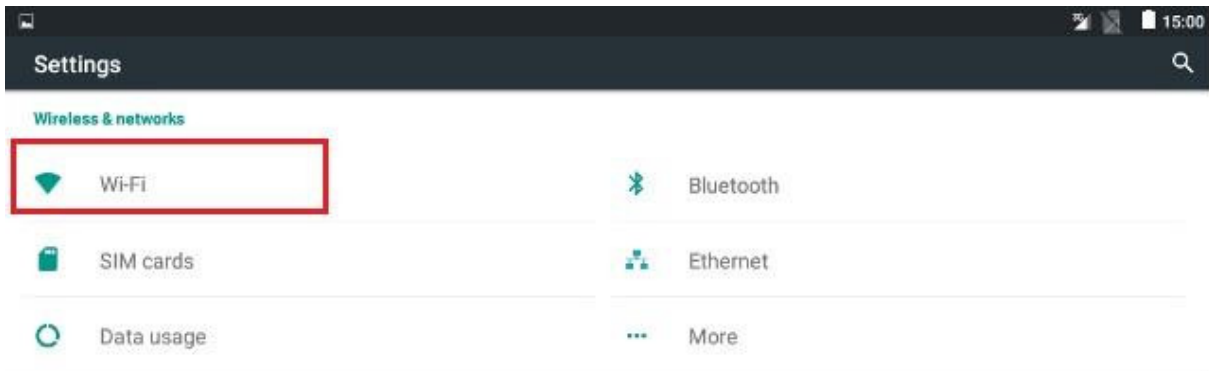 15:00
Settings
Wireless & networks
Wi-Fi
Bluetooth
SIM cards
Ethernet
Data usage
More